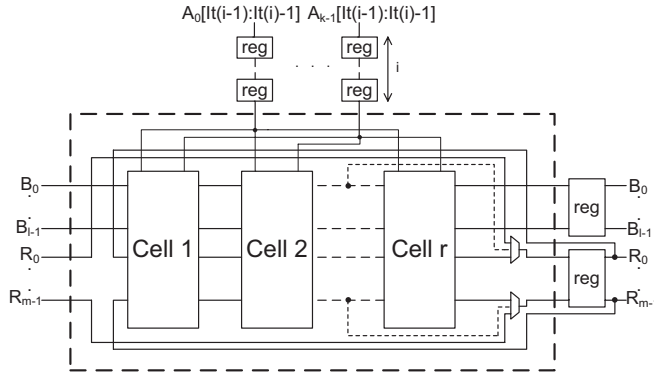 A0[It(i-1):It(i)-1] Ak-1[It(i-1):It(i)-1]
reg reg
. . .
i
reg reg
B0 B0
. .
. .
Bl-1 reg Bl-1
R0 Cell 1 Cell 2 Cell r R0
. .
. reg .
Rm-1 Rm-